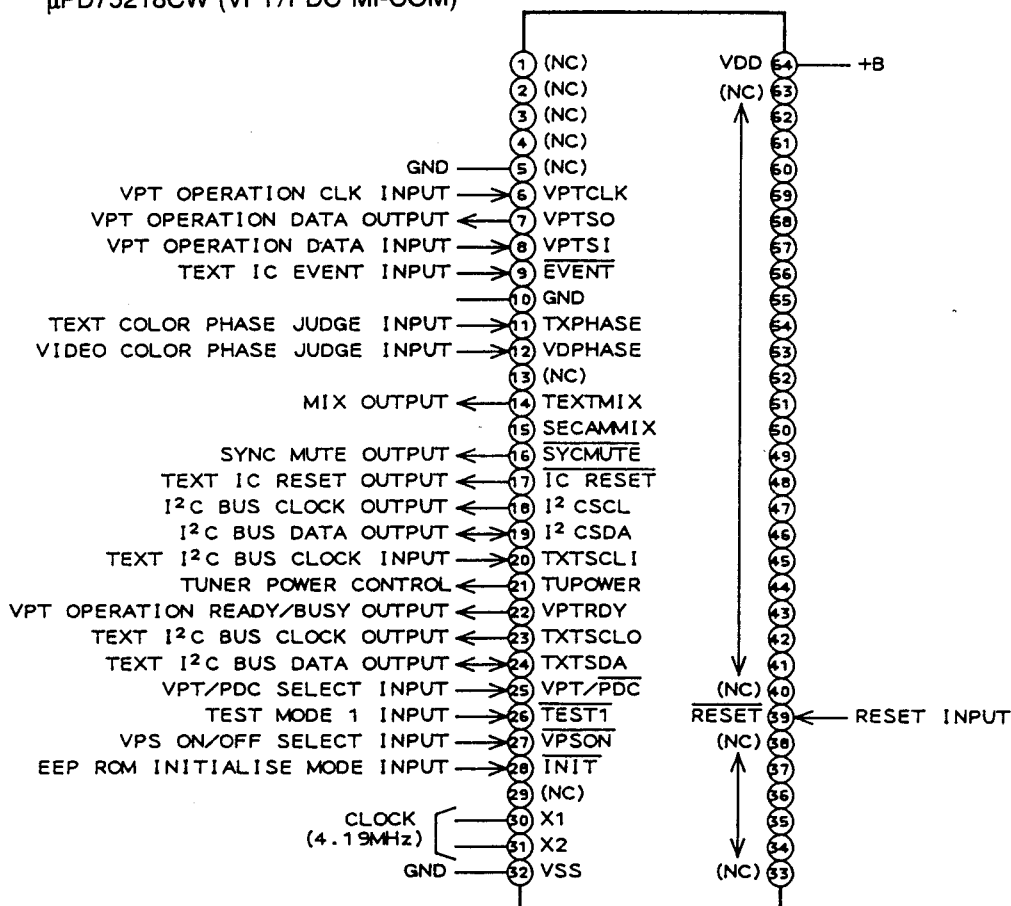 µPD75218CW (VPT/PDC MI-COM)
1 (NC) VDD 64 +B
2 (NC) (NC) 63
3 (NC) 62
4 (NC) 61
GND 5 (NC) 60
VPT OPERATION CLK INPUT 6 VPTCLK 59
VPT OPERATION DATA OUTPUT 7 VPTSO 58
VPT OPERATION DATA INPUT 8 VPTSI 57
TEXT IC EVENT INPUT 9 EVENT 56
10 GND 55
TEXT COLOR PHASE JUDGE INPUT 11 TXPHASE 54
VIDEO COLOR PHASE JUDGE INPUT 12 VDPHASE 53
13 (NC) 52
MIX OUTPUT 14 TEXTMIX 51
15 SECAMMIX 50
SYNC MUTE OUTPUT 16 SYCMUTE 49
TEXT IC RESET OUTPUT 17 IC RESET 48
I²C BUS CLOCK OUTPUT 18 I² CSCL 47
I²C BUS DATA OUTPUT 19 I² CSDA 46
TEXT I²C BUS CLOCK INPUT 20 TXTSCLI 45
TUNER POWER CONTROL 21 TUPOWER 44
VPT OPERATION READY/BUSY OUTPUT 22 VPTRDY 43
TEXT I²C BUS CLOCK OUTPUT 23 TXTSCLO 42
TEXT I²C BUS DATA OUTPUT 24 TXTSDA 41
VPT/PDC SELECT INPUT 25 VPT/PDC (NC) 40
TEST MODE 1 INPUT 26 TEST1 RESET 39 RESET INPUT
VPS ON/OFF SELECT INPUT 27 VPSON (NC) 38
EEP ROM INITIALISE MODE INPUT 28 INIT 37
29 (NC) 36
CLOCK 30 X1 35
(4.19MHz) 31 X2 34
GND 32 VSS (NC) 33